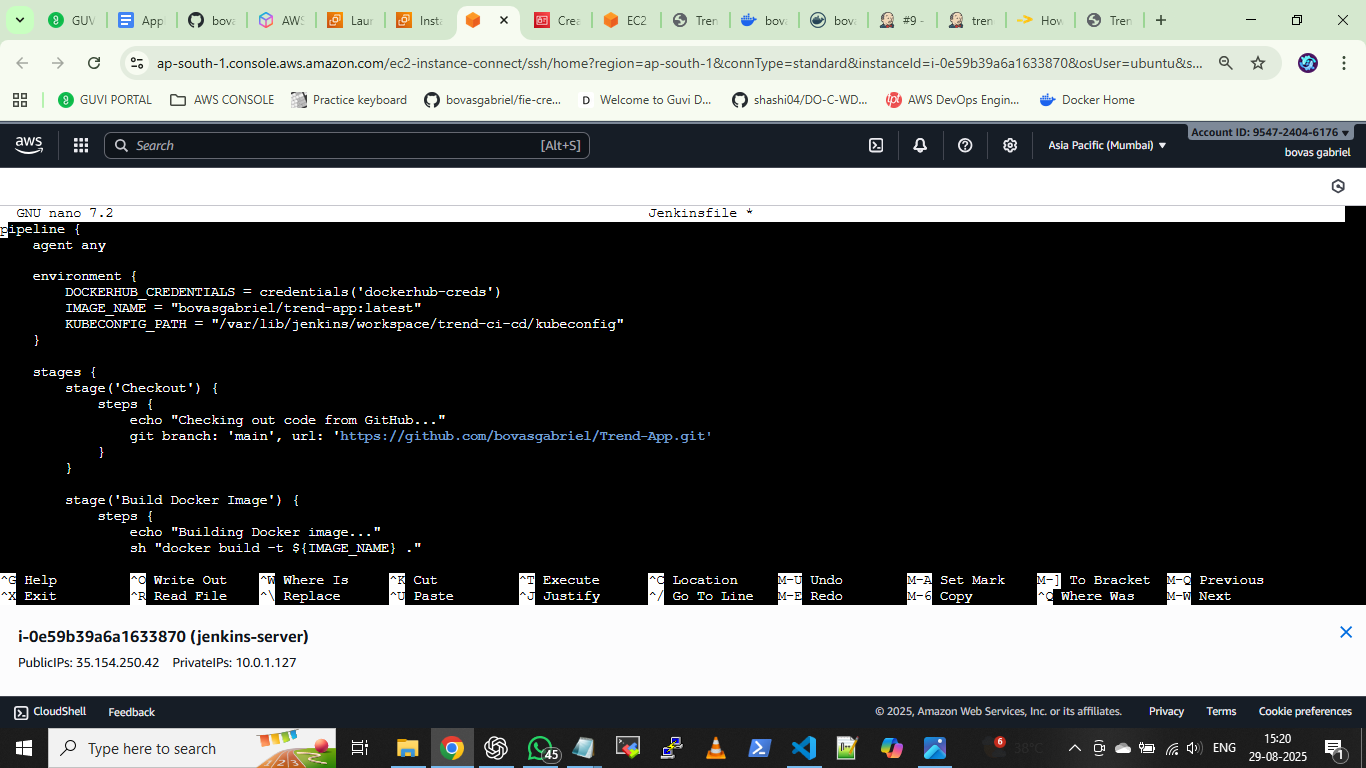 GUV
App
bova
AWS
Laun
Insta
Crea
EC2
Tren
bova
bova
#9 -
tren
How
Tren
ap-south-1.console.aws.amazon.com/ec2-instance-connect/ssh/home?region=ap-south-1&connType=standard&instanceId=i-0e59b39a6a1633870&osUser=ubuntu&s...
GUVI PORTAL
AWS CONSOLE
Practice keyboard
bovasgabriel/fie-cre...
Welcome to Guvi D...
shashi04/DO-C-WD...
AWS DevOps Engin...
Docker Home
aws
Search
[Alt+S]
Asia Pacific (Mumbai)
Account ID: 9547-2404-6176
bovas gabriel
GNU nano 7.2 Jenkinsfile *
pipeline {
agent any
environment {
DOCKERHUB_CREDENTIALS = credentials('dockerhub-creds')
IMAGE_NAME = "bovasgabriel/trend-app:latest"
KUBECONFIG_PATH = "/var/lib/jenkins/workspace/trend-ci-cd/kubeconfig"
}
stages {
stage('Checkout') {
steps {
echo "Checking out code from GitHub..."
git branch: 'main', url: 'https://github.com/bovasgabriel/Trend-App.git'
}
}
stage('Build Docker Image') {
steps {
echo "Building Docker image..."
sh "docker build -t ${IMAGE_NAME} ."
^G Help ^O Write Out ^W Where Is ^K Cut ^T Execute ^C Location M-U Undo M-A Set Mark M-] To Bracket M-Q Previous
^X Exit ^R Read File ^\ Replace ^U Paste ^J Justify ^/ Go To Line M-E Redo M-6 Copy ^Q Where Was M-W Next
i-0e59b39a6a1633870 (jenkins-server)
PublicIPs: 35.154.250.42 PrivateIPs: 10.0.1.127
CloudShell Feedback © 2025, Amazon Web Services, Inc. or its affiliates. Privacy Terms Cookie preferences
Type here to search
45
6
38°C
ENG
15:20
29-08-2025
1